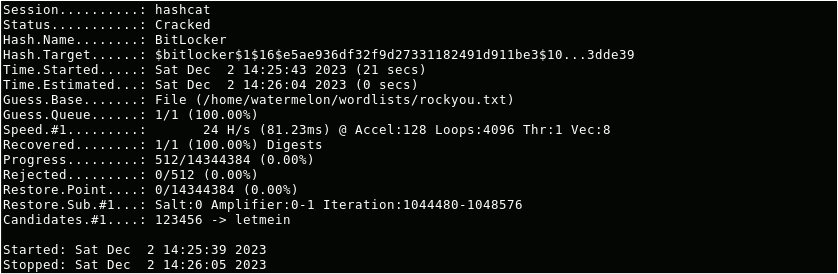 Session..........: hashcat
Status...........: Cracked
Hash.Name........: BitLocker
Hash.Target......: $bitlocker$1$16$e5ae936df32f9d27331182491d911be3$10...3dde39
Time.Started.....: Sat Dec  2 14:25:43 2023 (21 secs)
Time.Estimated...: Sat Dec  2 14:26:04 2023 (0 secs)
Guess.Base.......: File (/home/watermelon/wordlists/rockyou.txt)
Guess.Queue......: 1/1 (100.00%)
Speed.#1.........:       24 H/s (81.23ms) @ Accel:128 Loops:4096 Thr:1 Vec:8
Recovered........: 1/1 (100.00%) Digests
Progress.........: 512/14344384 (0.00%)
Rejected.........: 0/512 (0.00%)
Restore.Point....: 0/14344384 (0.00%)
Restore.Sub.#1...: Salt:0 Amplifier:0-1 Iteration:1044480-1048576
Candidates.#1....: 123456 -> letmein
Started: Sat Dec  2 14:25:39 2023
Stopped: Sat Dec  2 14:26:05 2023